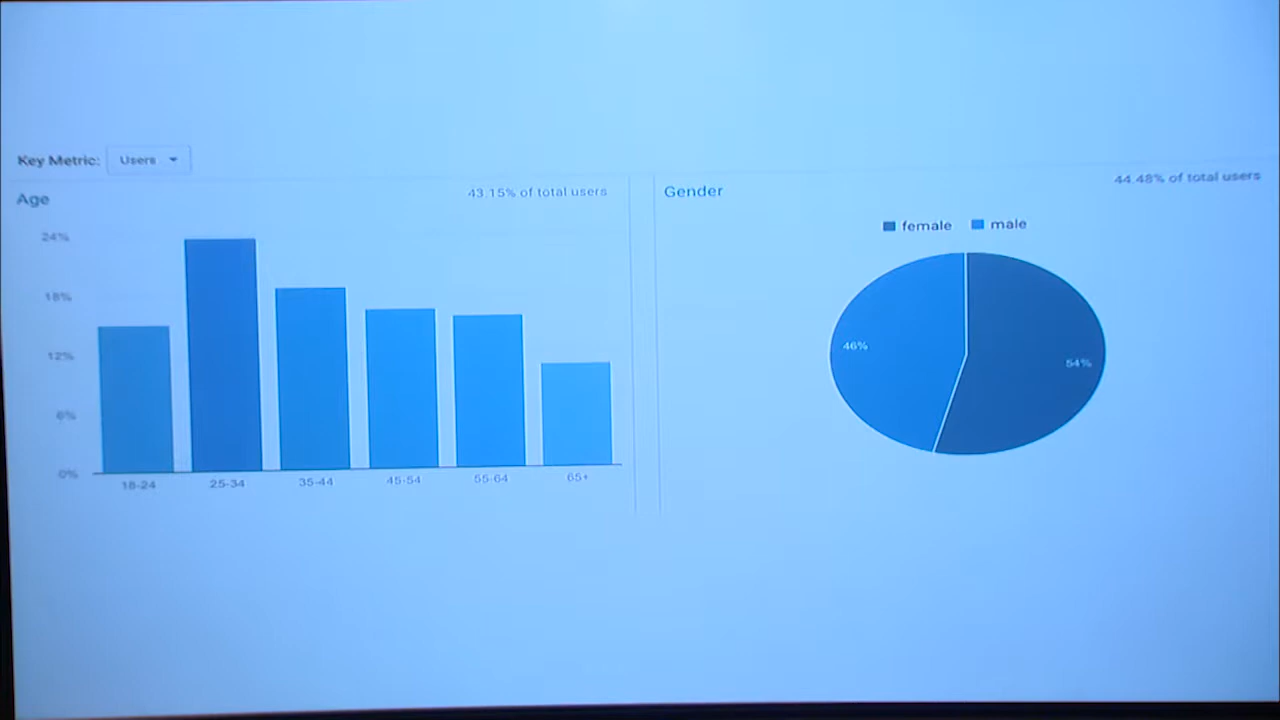 Key Metric: Users
Age
43.15% of total users
24%
18%
12%
6%
0%
18-24 25-34 35-44 45-54 55-64 65+
Gender
44.48% of total users
female male
46%
54%